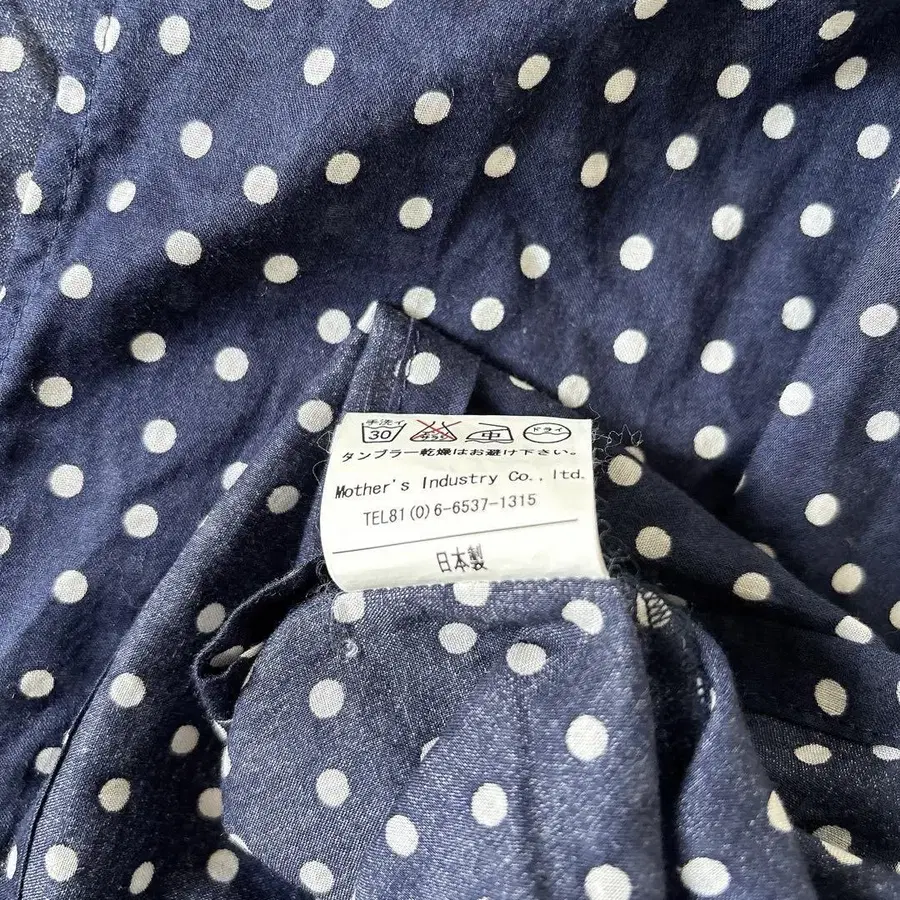 手洗イ 30 中 ドライ
タンブラー乾燥はお避け下さい。
Mother's Industry Co., ltd.
TEL81(0)6-6537-1315
日本製